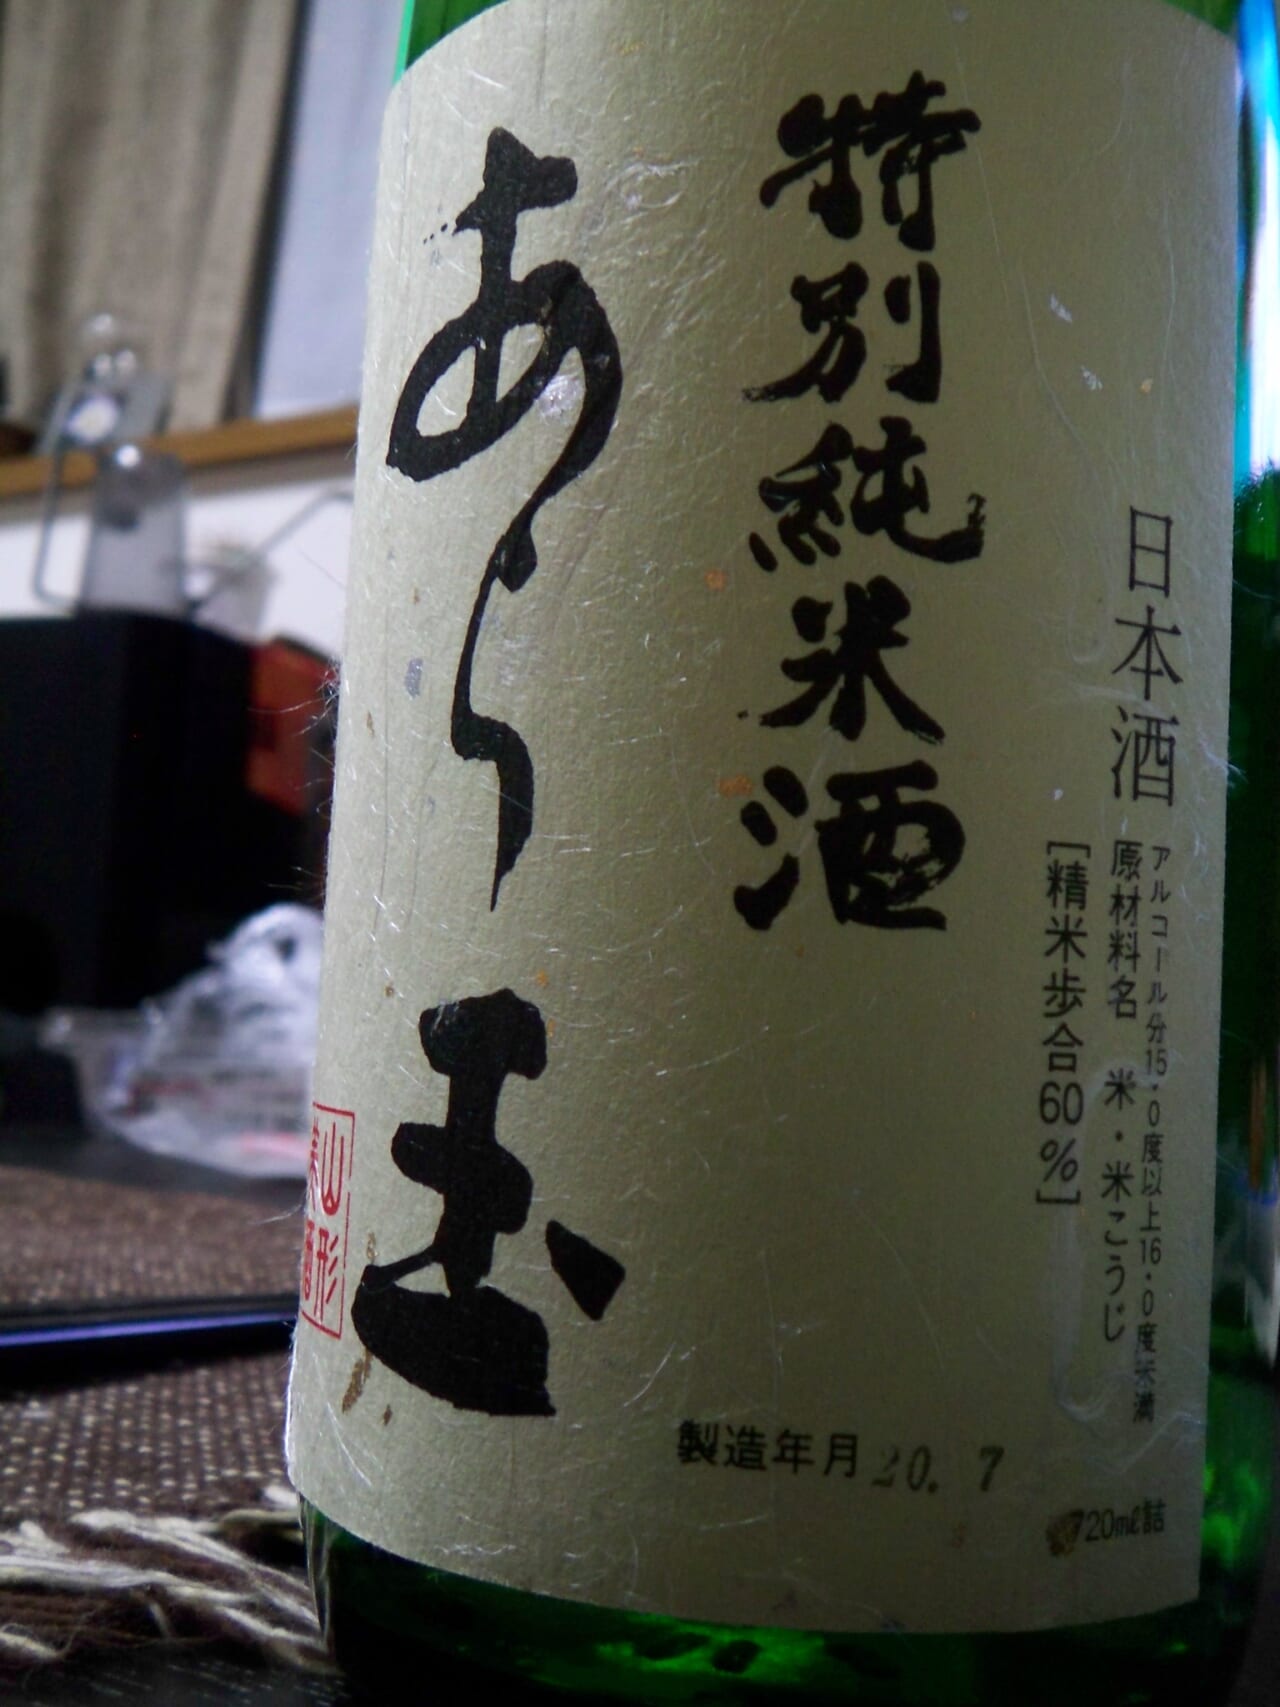 日本酒
アルコール分15.0度以上16.0度未満
原材料名 米・米こうじ
[精米歩合60%]
特別純米酒
あら玉
山形
製造年月 20. 7
720ml詰